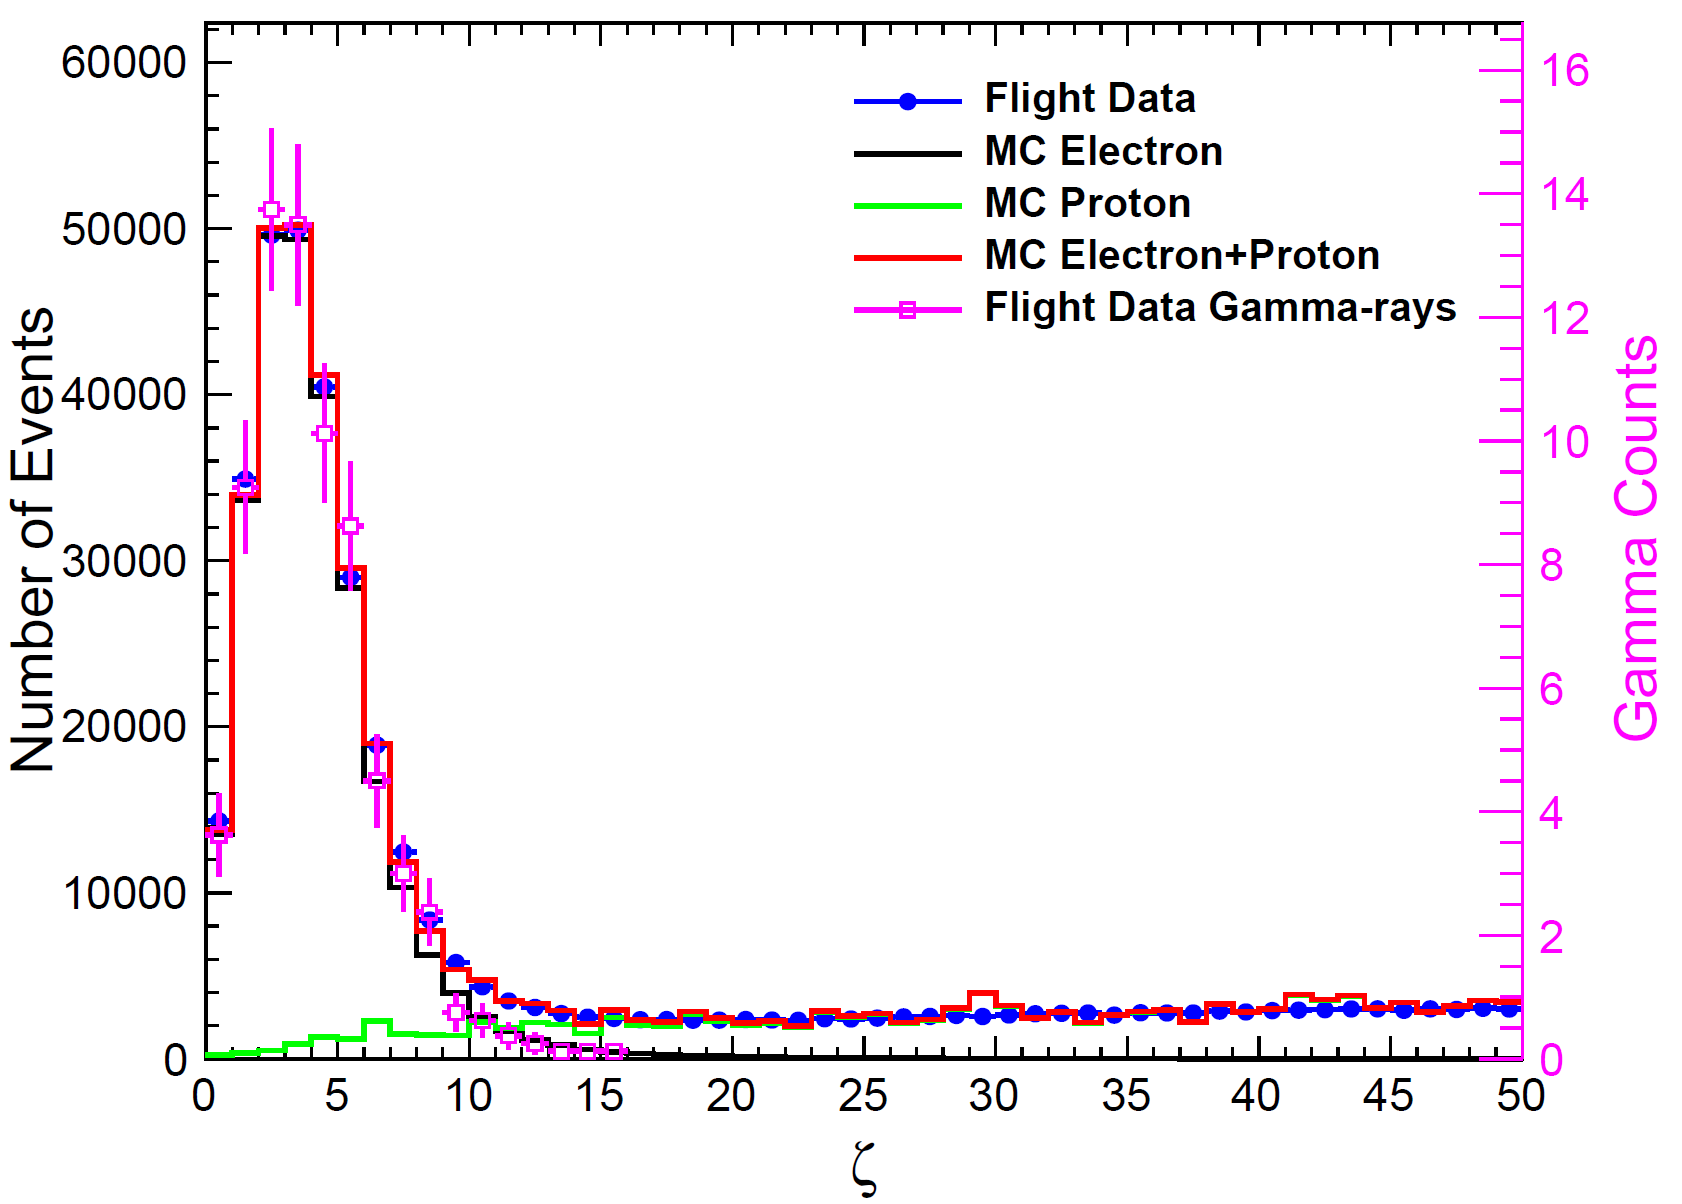 60000
50000
40000
30000
20000
10000
0
Number of Events
Flight Data
MC Electron
MC Proton
MC Electron+Proton
Flight Data Gamma-rays
16
14
12
10
8
6
4
2
0
Gamma Counts
0 5 10 15 20 25 30 35 40 45 50
ζ